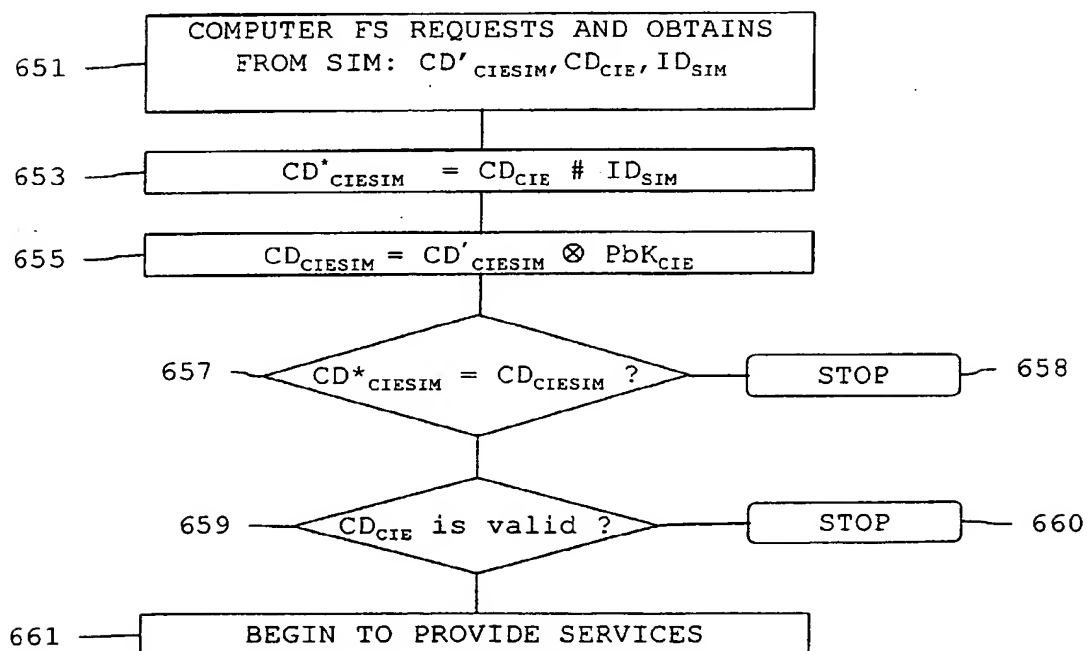 COMPUTER FS REQUESTS AND OBTAINS
651 FROM SIM: CD'CIESIM, CDCIE, IDSIM
653 CD*CIESIM = CDCIE # IDSIM
655 CDCIESIM = CD'CIESIM ⊗ PbKCIE
657 CD*CIESIM = CDCIESIM ? STOP 658
659 CDCIE is valid ? STOP 660
661 BEGIN TO PROVIDE SERVICES